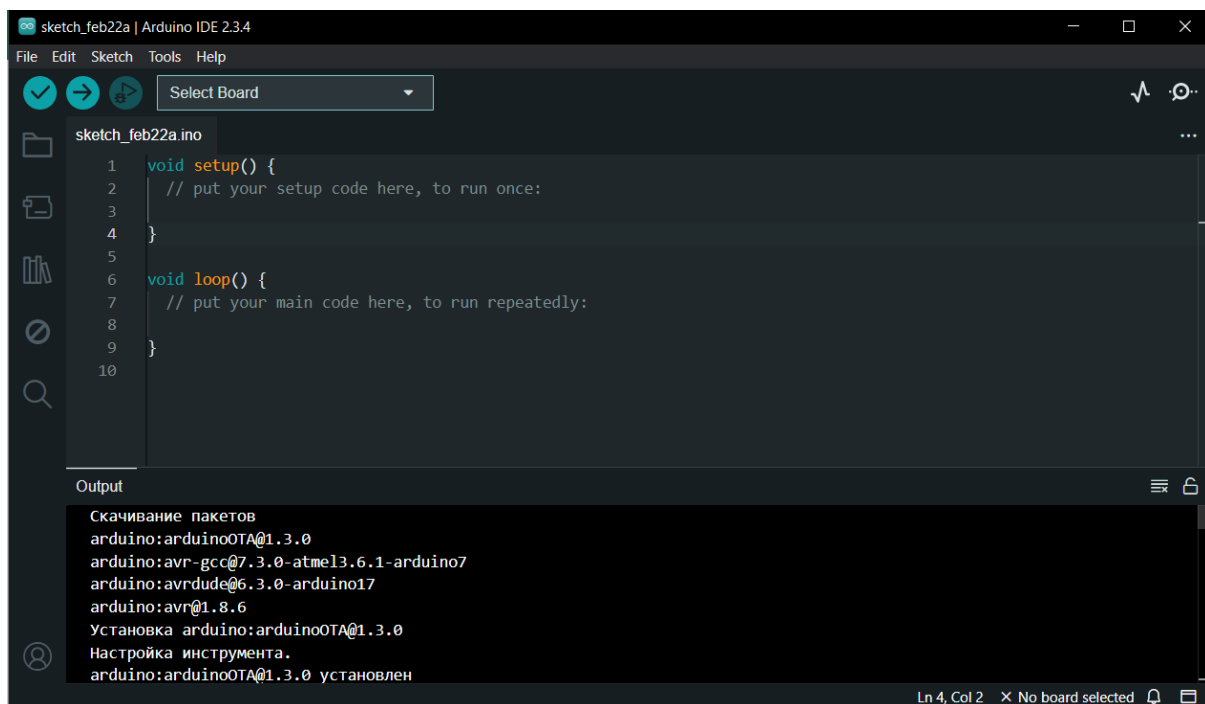 sketch_feb22a | Arduino IDE 2.3.4
File Edit Sketch Tools Help
Select Board
sketch_feb22a.ino
1 void setup() {
2 // put your setup code here, to run once:
3
4 }
5
6 void loop() {
7 // put your main code here, to run repeatedly:
8
9 }
10
Output
Скачивание пакетов
arduino:arduinoOTA@1.3.0
arduino:avr-gcc@7.3.0-atmel3.6.1-arduino7
arduino:avrdude@6.3.0-arduino17
arduino:avr@1.8.6
Установка arduino:arduinoOTA@1.3.0
Настройка инструмента.
arduino:arduinoOTA@1.3.0 установлен
Ln 4, Col 2 × No board selected